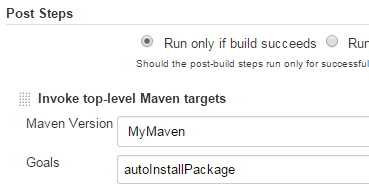 Post Steps
Run only if build succeeds Run
Should the post-build steps run only for successful
Invoke top-level Maven targets
Maven Version MyMaven
Goals autoInstallPackage